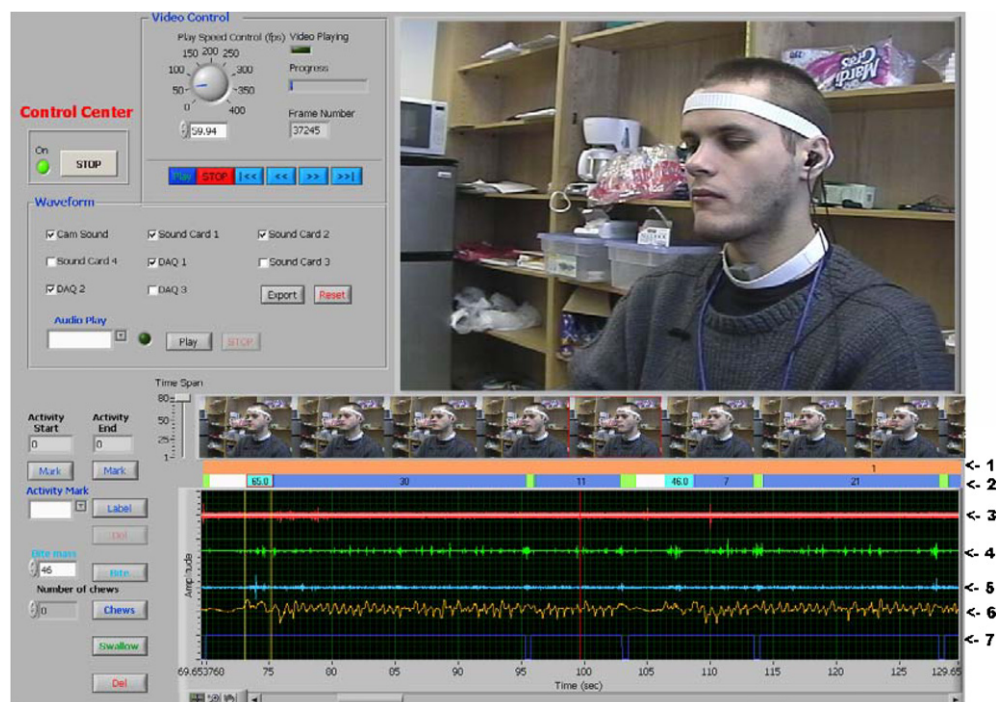 Video Control
Play Speed Control (fps)
Video Playing
150 200 250
100 300
50 350
0 400
59.94
Progress
Frame Number
37245
Control Center
On
STOP
Play STOP |<< << >> >>|
Waveform
Cam Sound
Sound Card 1
Sound Card 2
Sound Card 4
DAQ 1
Sound Card 3
DAQ 2
DAQ 3
Export
Reset
Audio Play
Play
STOP
Mardi
Gras
Time Span
80
50
25
1
Activity
Start
Activity
End
0
0
Mark
Mark
Activity Mark
Label
Del
Bite mass
46
Bite
Number of chews
0
Chews
Swallow
Del
1
<- 1
65.0 30 11 46.0 7 21
<- 2
<- 3
<- 4
<- 5
<- 6
<- 7
Amplitude
69.653760 75 80 85 90 95 100 105 110 115 120 125 129.65
Time (sec)